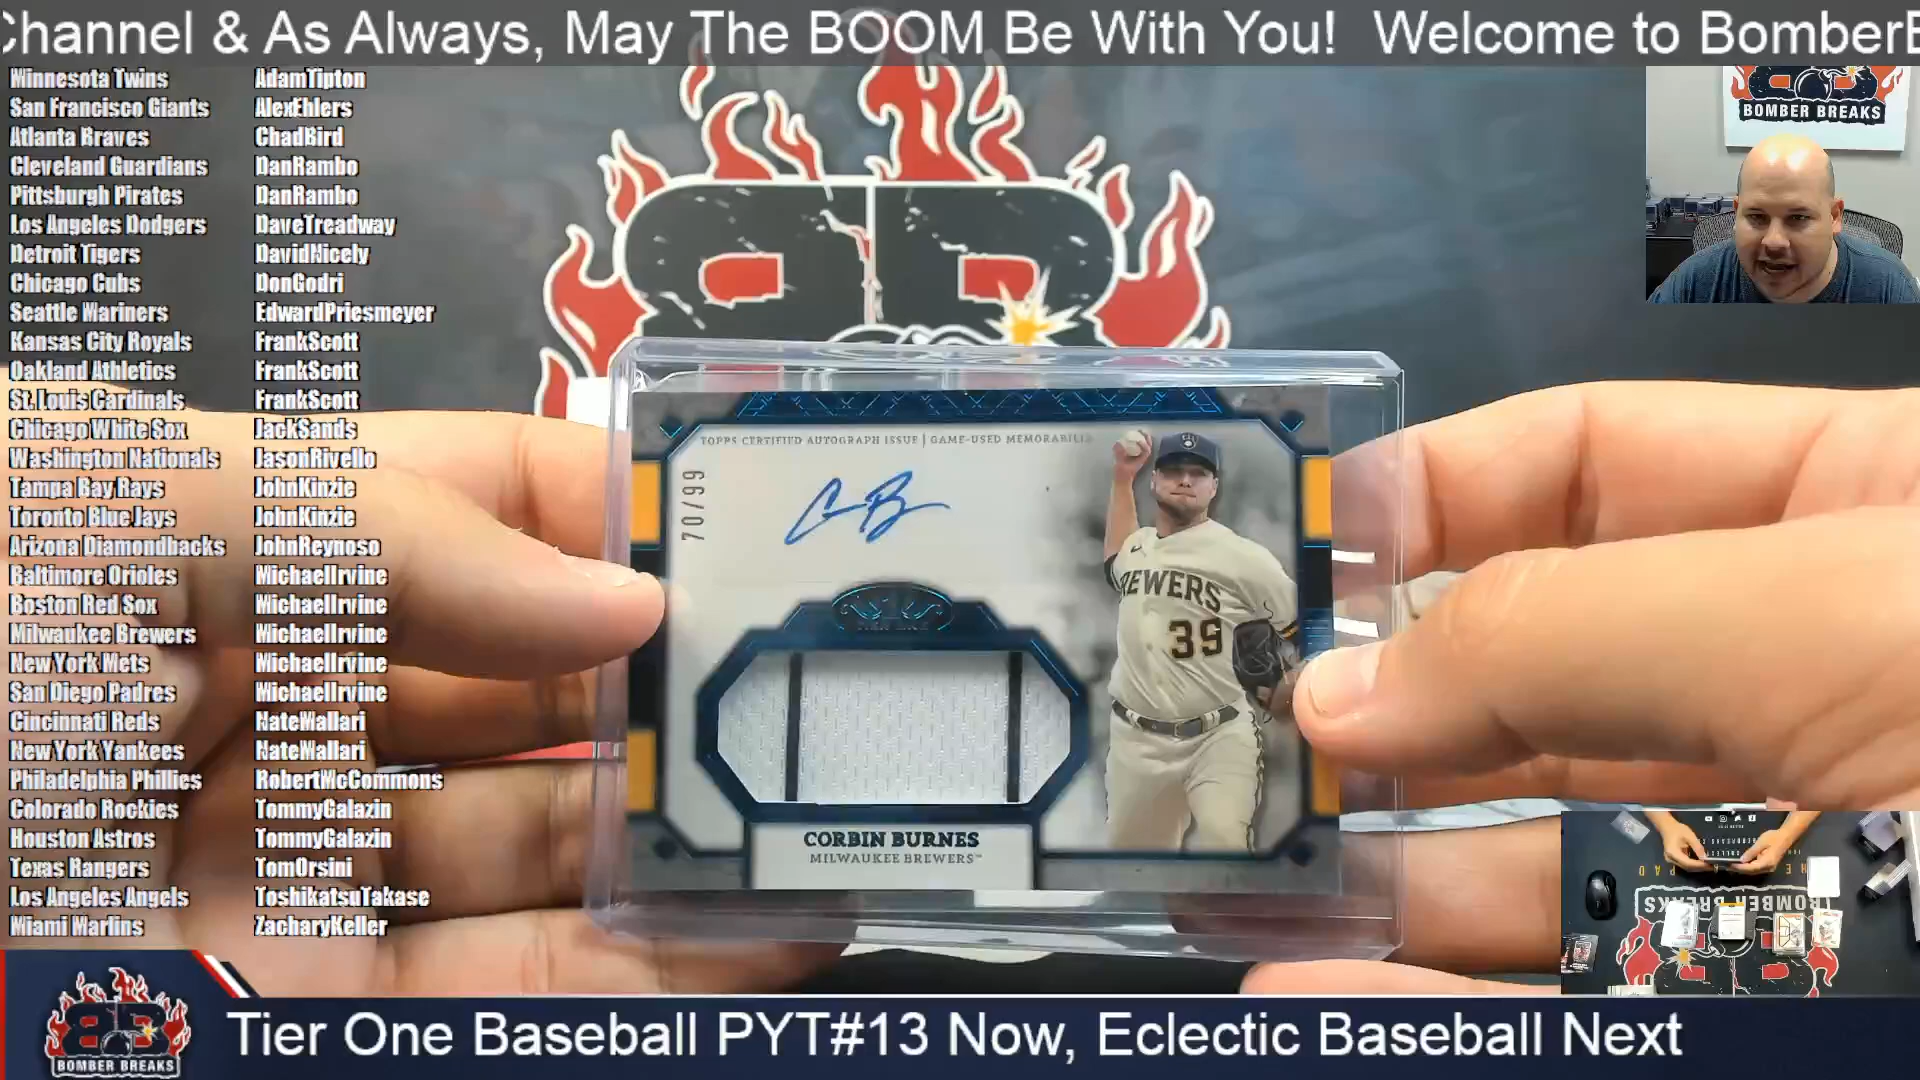 Channel & As Always, May The BOOM Be With You! Welcome to BomberB
Minnesota Twins AdamTipton
San Francisco Giants AlexEhlers
Atlanta Braves ChadBird
Cleveland Guardians DanRambo
Pittsburgh Pirates DanRambo
Los Angeles Dodgers DaveTreadway
Detroit Tigers DavidNicely
Chicago Cubs DonGodri
Seattle Mariners EdwardPriesmeyer
Kansas City Royals FrankScott
Oakland Athletics FrankScott
St. Louis Cardinals FrankScott
Chicago White Sox JackSands
Washington Nationals JasonRivello
Tampa Bay Rays JohnKinzie
Toronto Blue Jays JohnKinzie
Arizona Diamondbacks JohnReynoso
Baltimore Orioles MichaelIrvine
Boston Red Sox MichaelIrvine
Milwaukee Brewers MichaelIrvine
New York Mets MichaelIrvine
San Diego Padres MichaelIrvine
Cincinnati Reds NateWallari
New York Yankees NateWallari
Philadelphia Phillies RobertMcCommons
Colorado Rockies TommyGalazin
Houston Astros TommyGalazin
Texas Rangers TomOrsini
Los Angeles Angels ToshikatsuTakase
Miami Marlins ZacharyKeller
BOMBER BREAKS
TOPPS CERTIFIED AUTOGRAPH ISSUE | GAME-USED MEMORABILIA
70/99
REWERS
39
CORBIN BURNES
MILWAUKEE BREWERS™
BOMBER BREAKS
BOMBER BREAKS
Tier One Baseball PYT#13 Now, Eclectic Baseball Next